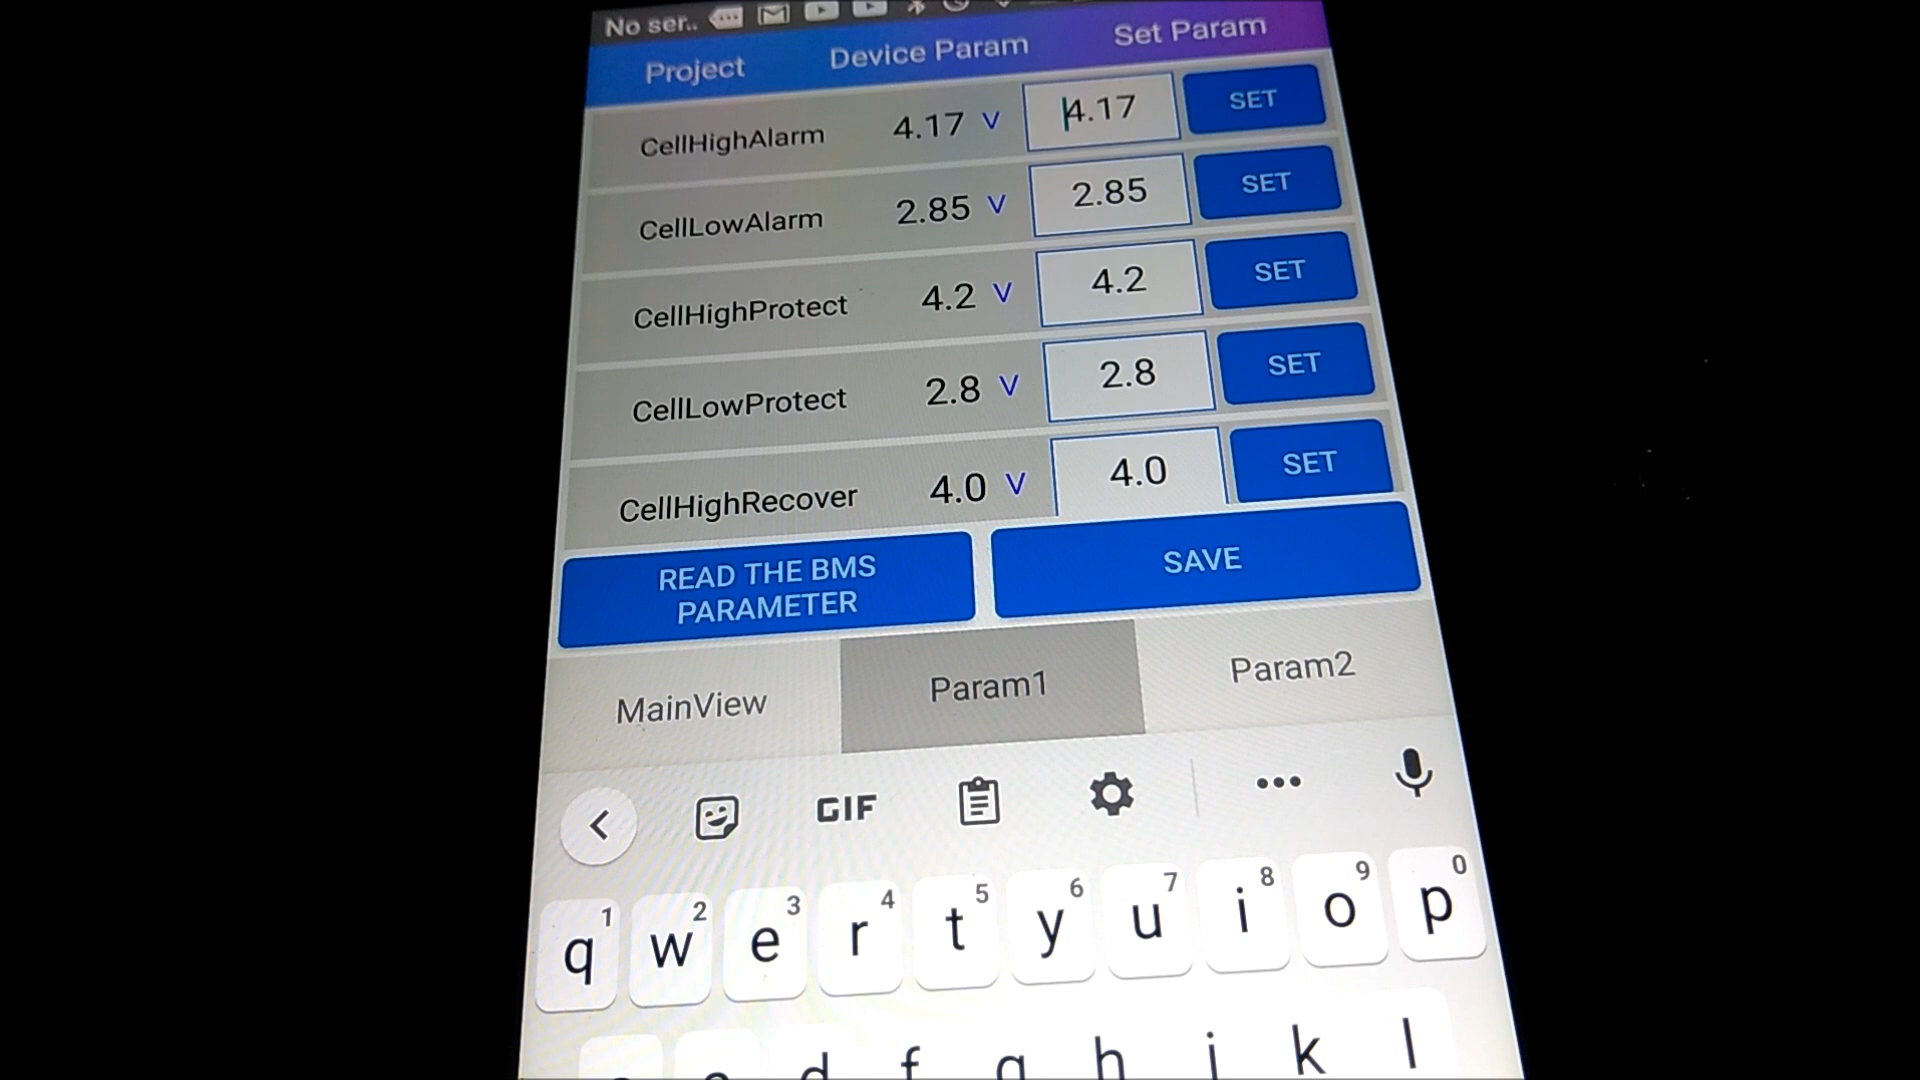 No ser..
Project Device Param Set Param
CellHighAlarm 4.17 V 4.17 SET
CellLowAlarm 2.85 V 2.85 SET
CellHighProtect 4.2 V 4.2 SET
CellLowProtect 2.8 V 2.8 SET
CellHighRecover 4.0 V 4.0 SET
READ THE BMS
PARAMETER
SAVE
MainView Param1 Param2
GIF
1 2 3 4 5 6 7 8 9 0
q w e r t y u i o p
d f g h j k l